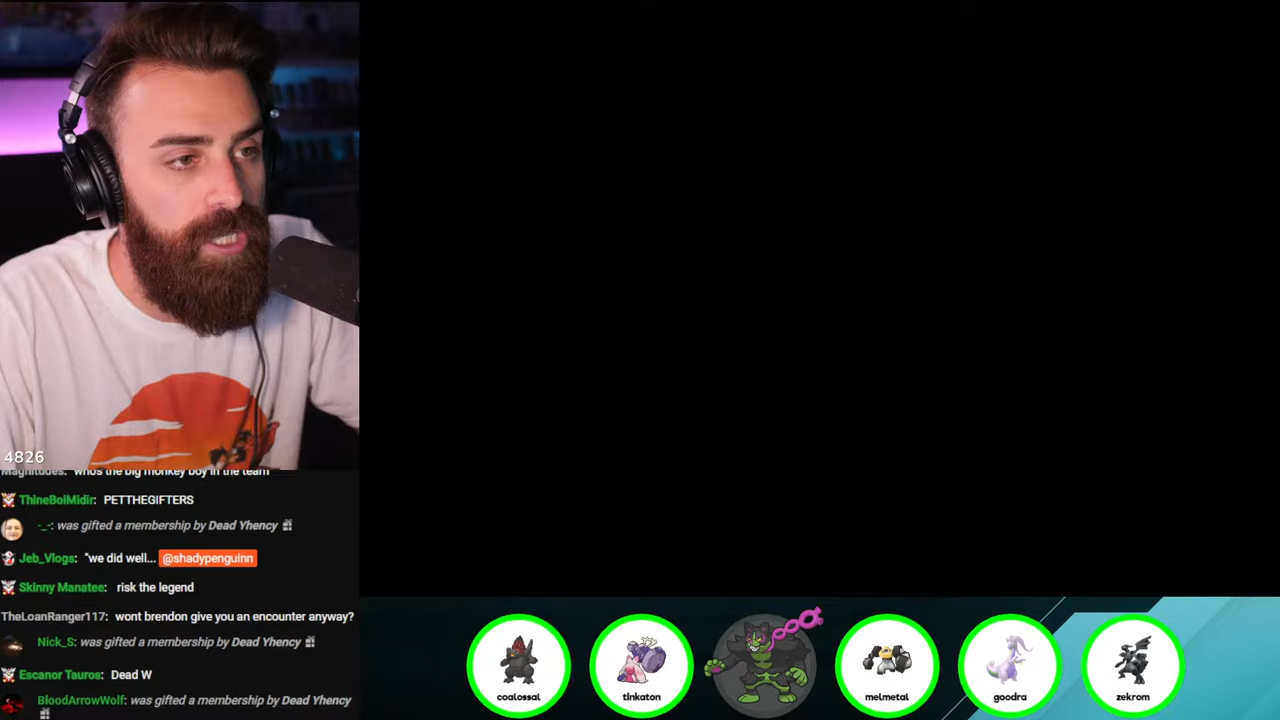 4826
Magnitudes: whos the big monkey boy in the team
ThineBoiMidir: PETTHEGIFTERS
-_-: was gifted a membership by Dead Yhency
Jeb_Vlogs: "we did well... @shadypenguinn
Skinny Manatee: risk the legend
TheLoanRanger117: wont brendon give you an encounter anyway?
Nick_S: was gifted a membership by Dead Yhency
Escanor Tauros: Dead W
BloodArrowWolf: was gifted a membership by Dead Yhency
coalossal
tinkaton
melmetal
goodra
zekrom